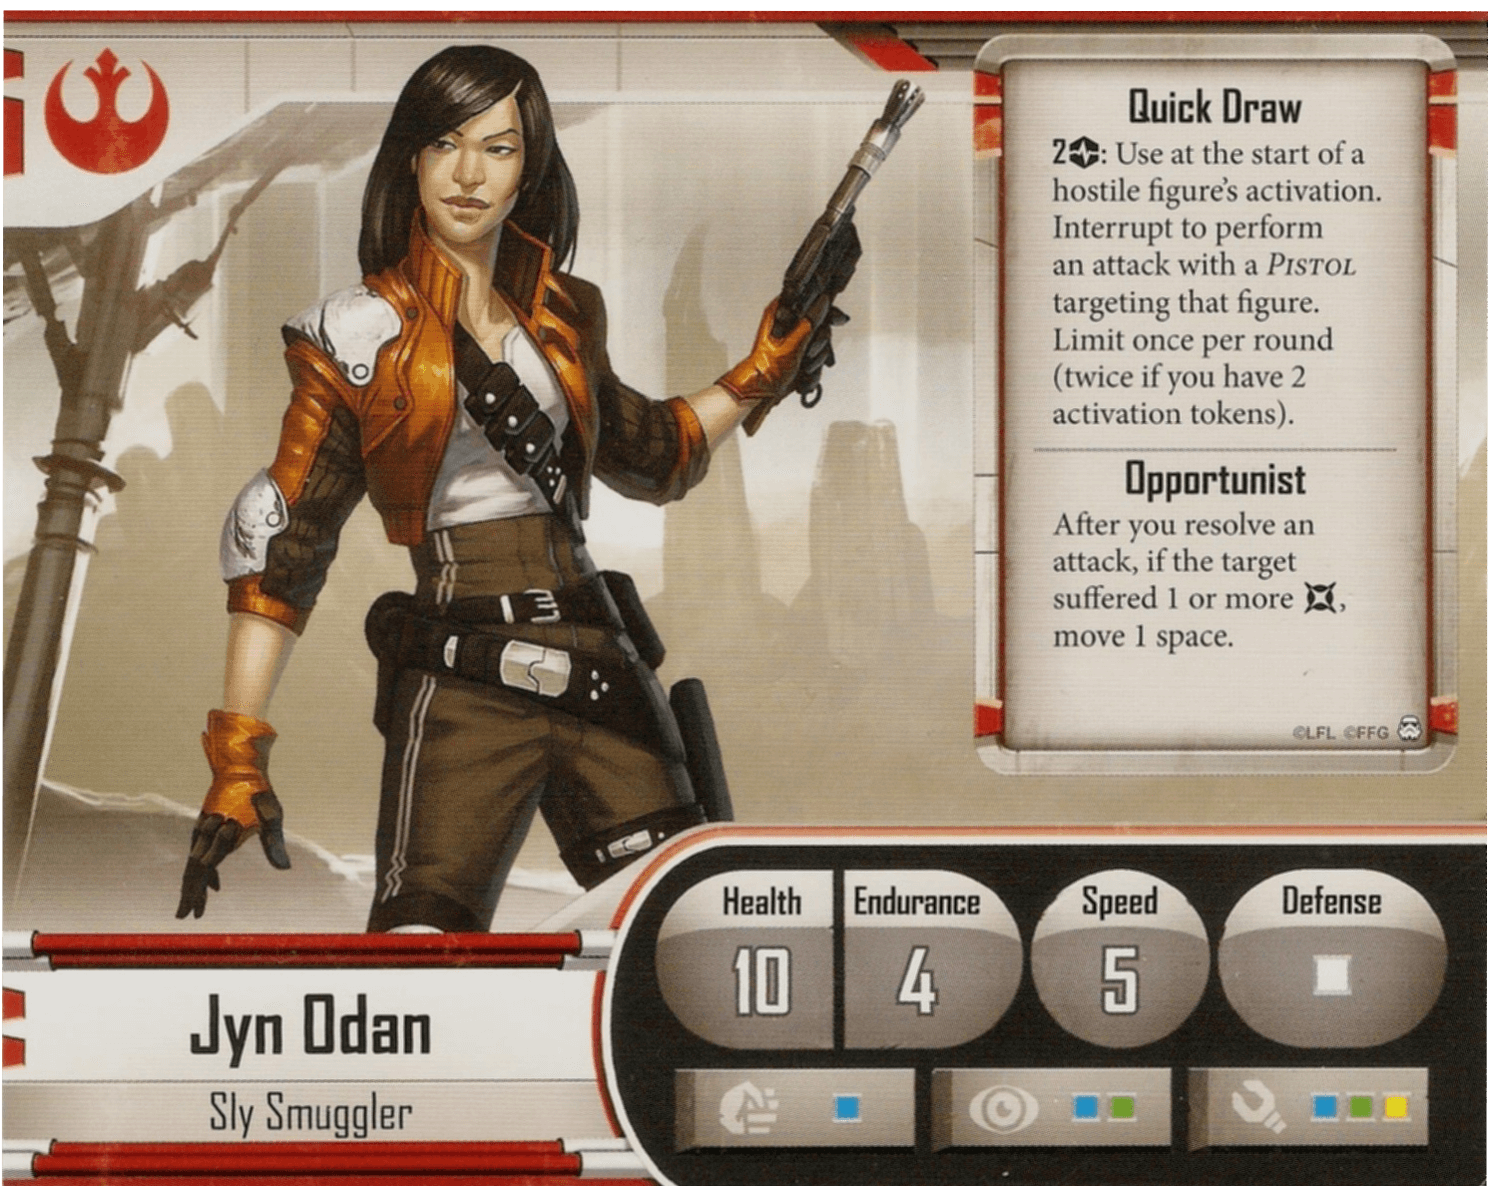 Quick Draw
2: Use at the start of a
hostile figure's activation.
Interrupt to perform
an attack with a PISTOL
targeting that figure.
Limit once per round
(twice if you have 2
activation tokens).
Opportunist
After you resolve an
attack, if the target
suffered 1 or more ,
move 1 space.
©LFL ©FFG
Health Endurance Speed Defense
10 4 5
Jyn Odan
Sly Smuggler